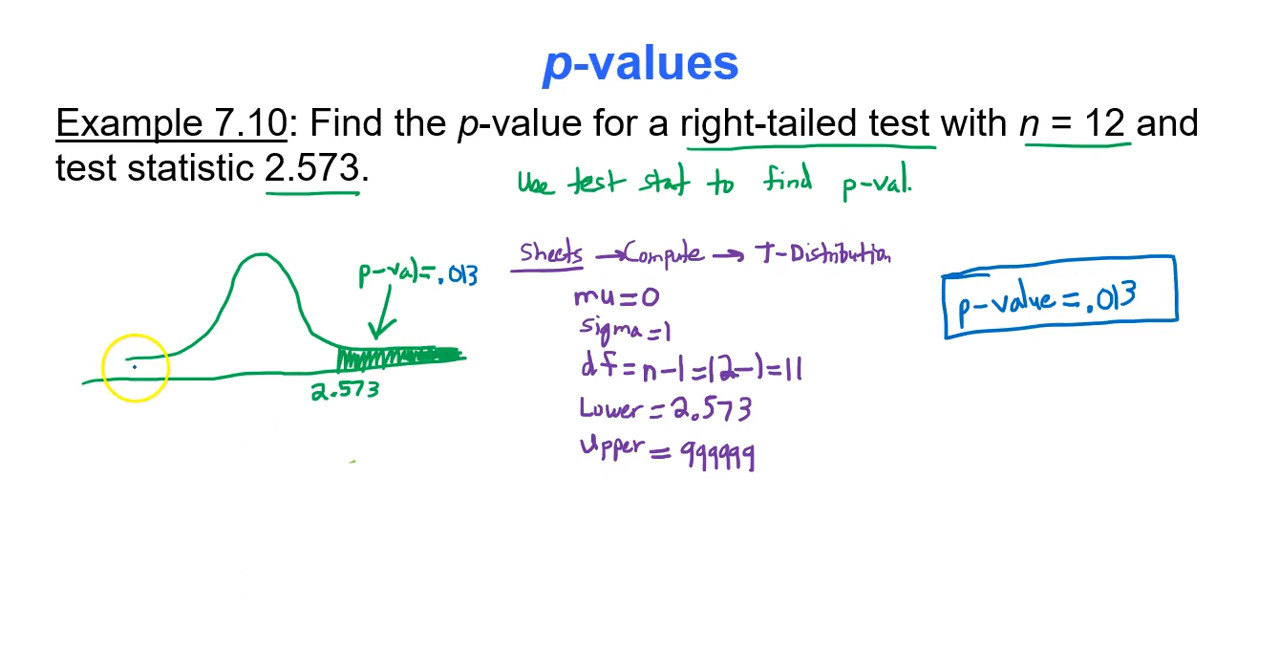 p-values
Example 7.10: Find the p-value for a right-tailed test with n = 12 and
test statistic 2.573.
Use test stat to find p-val.
p-val=.013
2.573
Sheets →Compute → T-Distribution
mu=0
sigma=1
df=n-1=12-1=11
Lower=2.573
Upper=999999
p-value=.013